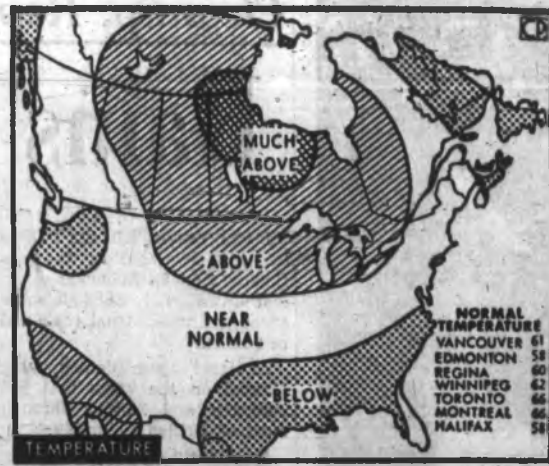 MUCH
ABOVE
ABOVE
NEAR
NORMAL
BELOW
NORMAL
TEMPERATURE
VANCOUVER 61
EDMONTON 58
REGINA 60
WINNIPEG 62
TORONTO 66
MONTREAL 66
HALIFAX 58
TEMPERATURE